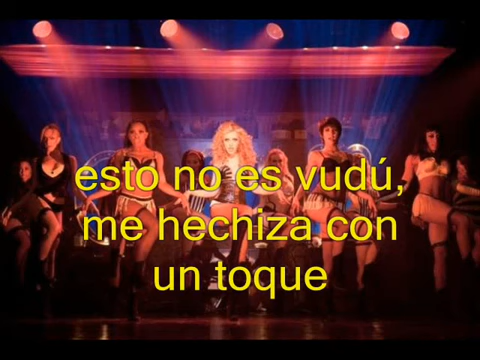 esto no es vudú,
me hechiza con
un toque